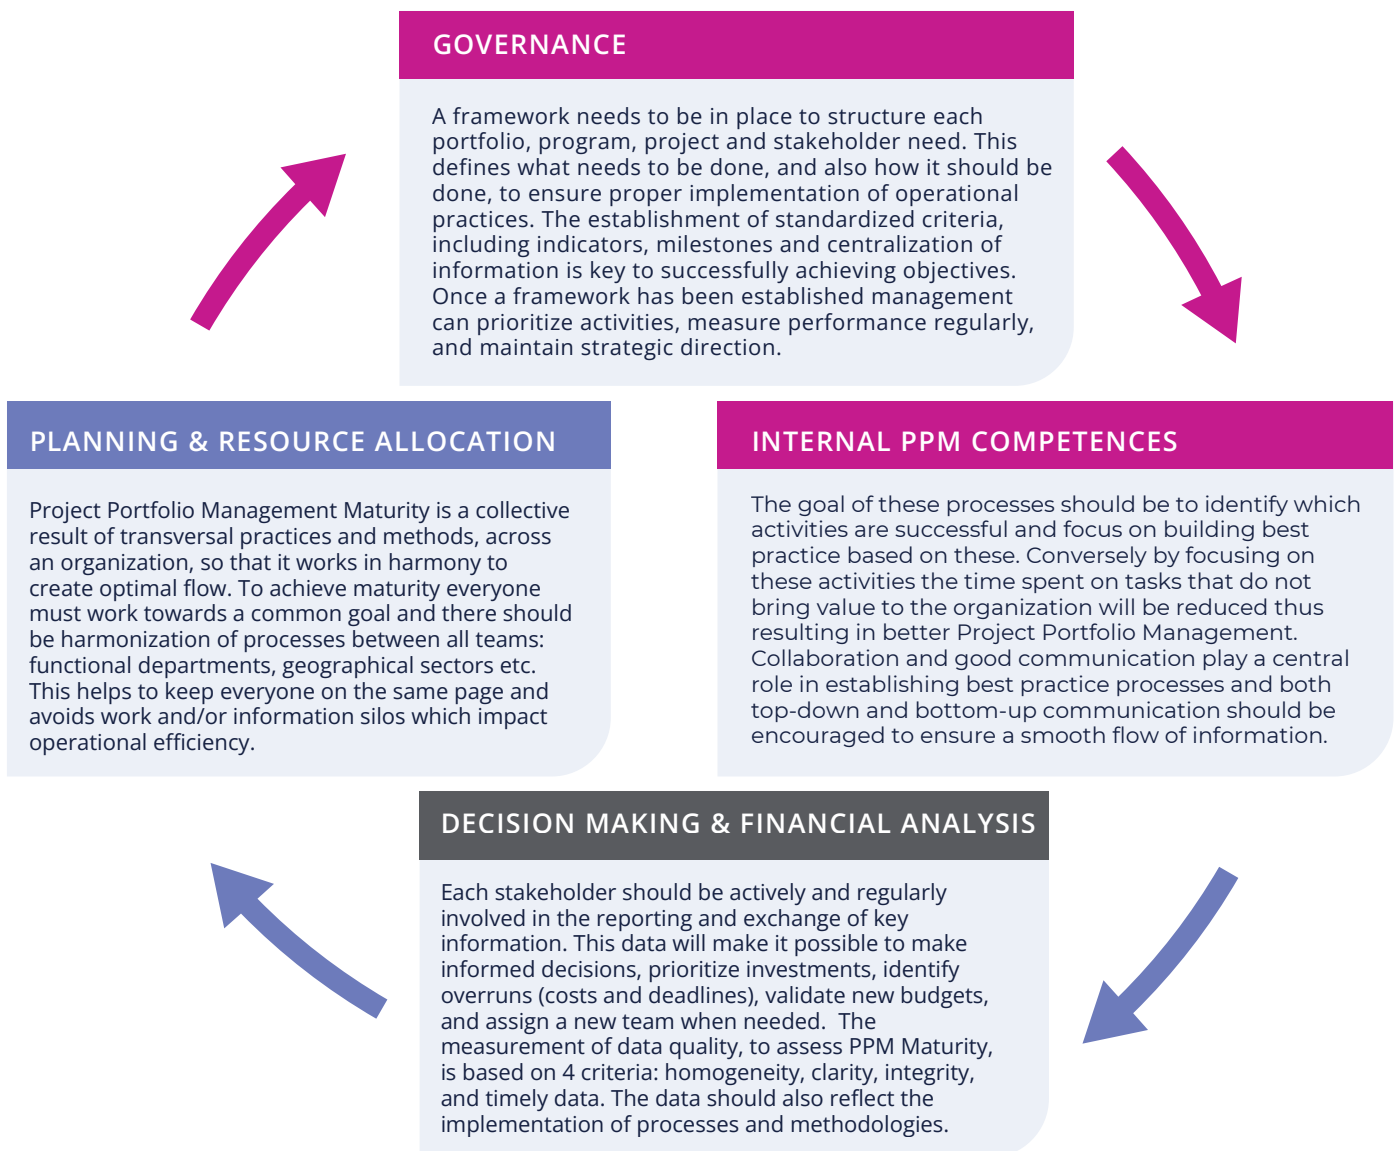 GOVERNANCE
A framework needs to be in place to structure each
portfolio, program, project and stakeholder need. This
defines what needs to be done, and also how it should be
done, to ensure proper implementation of operational
practices. The establishment of standardized criteria,
including indicators, milestones and centralization of
information is key to successfully achieving objectives.
Once a framework has been established management
can prioritize activities, measure performance regularly,
and maintain strategic direction.
PLANNING & RESOURCE ALLOCATION
Project Portfolio Management Maturity is a collective
result of transversal practices and methods, across
an organization, so that it works in harmony to
create optimal flow. To achieve maturity everyone
must work towards a common goal and there should
be harmonization of processes between all teams:
functional departments, geographical sectors etc.
This helps to keep everyone on the same page and
avoids work and/or information silos which impact
operational efficiency.
INTERNAL PPM COMPETENCES
The goal of these processes should be to identify which
activities are successful and focus on building best
practice based on these. Conversely by focusing on
these activities the time spent on tasks that do not
bring value to the organization will be reduced thus
resulting in better Project Portfolio Management.
Collaboration and good communication play a central
role in establishing best practice processes and both
top-down and bottom-up communication should be
encouraged to ensure a smooth flow of information.
DECISION MAKING & FINANCIAL ANALYSIS
Each stakeholder should be actively and regularly
involved in the reporting and exchange of key
information. This data will make it possible to make
informed decisions, prioritize investments, identify
overruns (costs and deadlines), validate new budgets,
and assign a new team when needed.  The
measurement of data quality, to assess PPM Maturity,
is based on 4 criteria: homogeneity, clarity, integrity,
and timely data. The data should also reflect the
implementation of processes and methodologies.